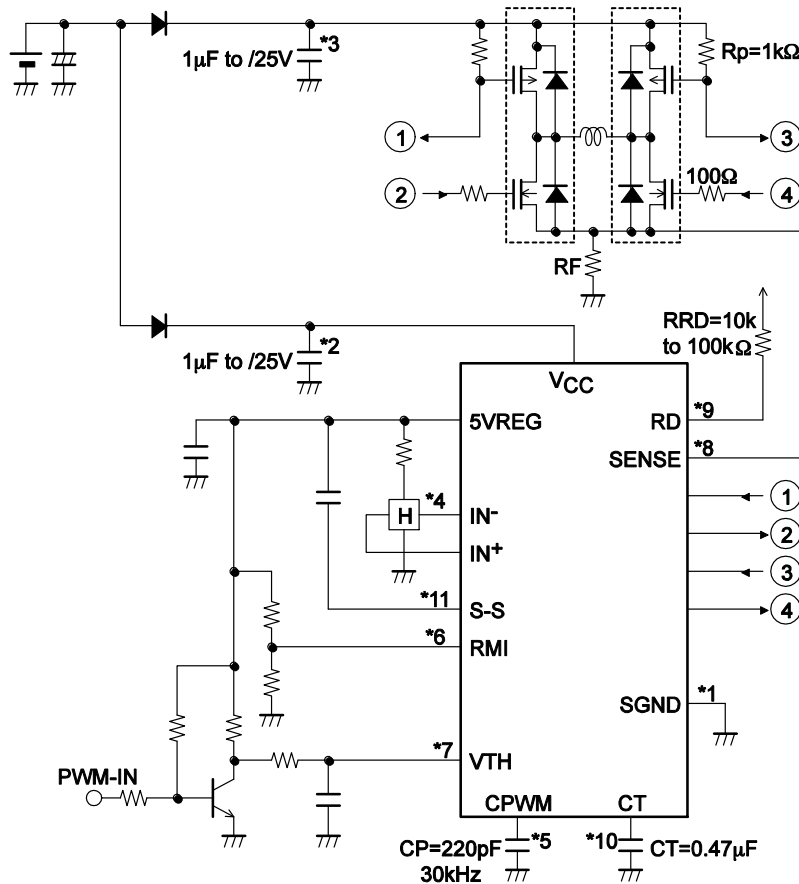 *3
1μF to /25V
Rp=1kΩ
1
3
2
100Ω
4
RF
RRD=10k
to 100kΩ
*2
1μF to /25V
VCC
5VREG
RD
*9
SENSE
*8
*4
IN-
H
IN+
1
2
3
4
*11
S-S
*6
RMI
SGND
*1
*7
VTH
PWM-IN
CPWM
CT
CP=220pF
*5
*10
CT=0.47μF
30kHz